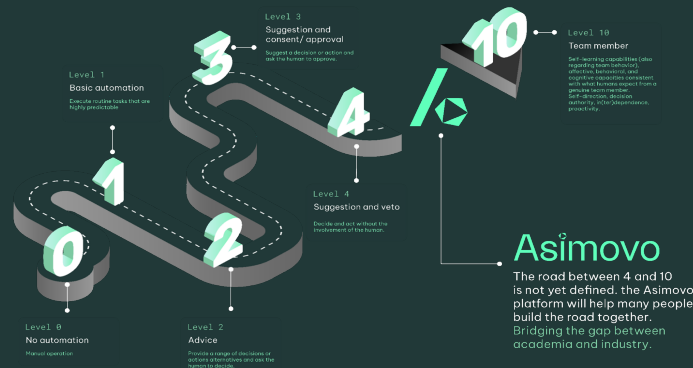 Level 3
Suggestion and
consent/ approval
Suggest a decision or action and
ask the human to approve.
3
10
Level 10
Team member
Self-learning capabilities (also
regarding team behavior),
affective, behavioral, and
cognitive capacities consistent
with what humans expect from a
genuine team member.
Self-direction, decision
authority, in(ter)dependence,
proactivity.
Level 1
Basic automation
Execute routine tasks that are
highly predictable
4
1
Level 4
Suggestion and veto
Decide and act without the
involvement of the human.
0
2
Asimovo
The road between 4 and 10
is not yet defined. the Asimovo
platform will help many people
build the road together.
Bridging the gap between
academia and industry.
Level 0
No automation
Manual operation
Level 2
Advice
Provide a range of decisions or
actions alternatives and ask the
human to decide.